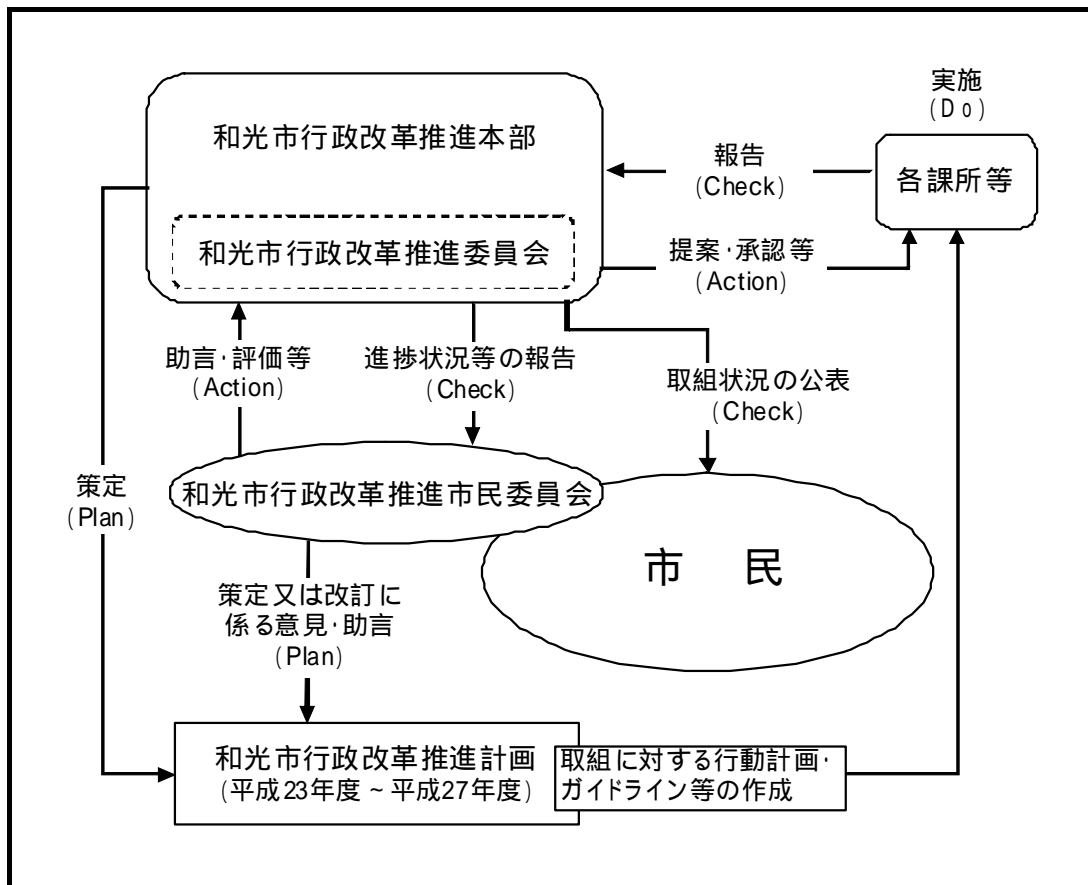 実施
(Do)
和光市行政改革推進本部
報告
(Check)
各課所等
和光市行政改革推進委員会
提案・承認等
(Action)
助言・評価等
(Action)
進捗状況等の報告
(Check)
取組状況の公表
(Check)
策定
(Plan)
和光市行政改革推進市民委員会
市 民
策定又は改訂に
係る意見・助言
(Plan)
和光市行政改革推進計画
(平成23年度 ~ 平成27年度)
取組に対する行動計画・
ガイドライン等の作成